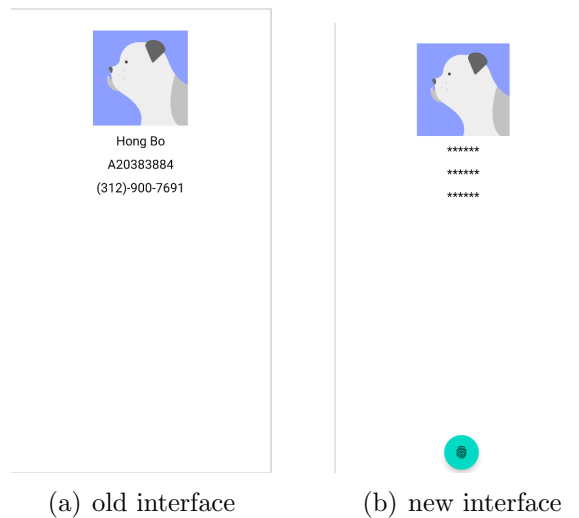 Hong Bo
A20383884
(312)-900-7691
******
******
******
(a) old interface
(b) new interface